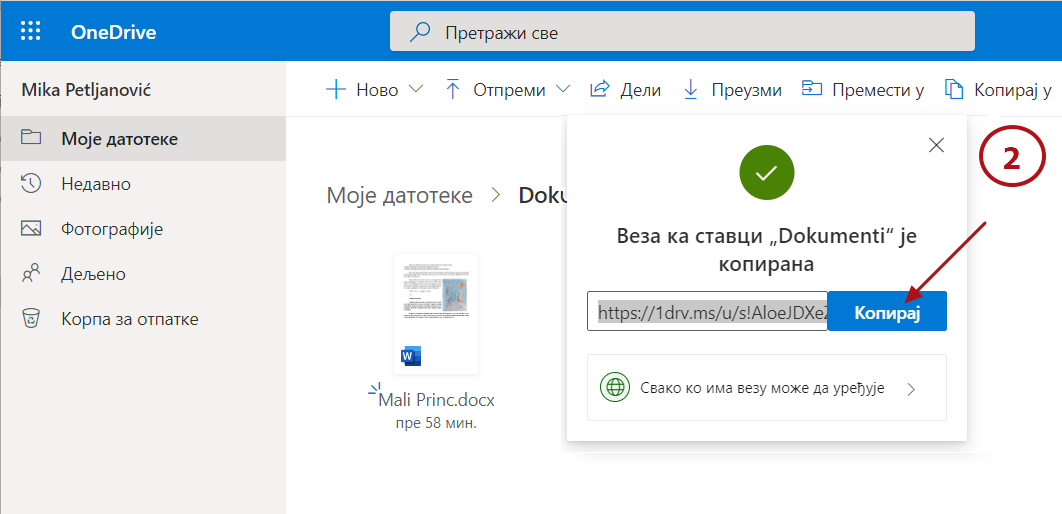 OneDrive
Претражи све
Mika Petljanović
Ново
Отпреми
Дели
Преузми
Премести у
Копирај у
Моје датотеке
Недавно
Фотографије
Дељено
Корпа за отпатке
Моје датотеке > Doku
W
Mali Princ.docx
пре 58 мин.
2
Веза ка ставци „Dokumenti“ је
копирана
https://1drv.ms/u/s!AloeJDXeZ
Копирај
Свако ко има везу може да уређује